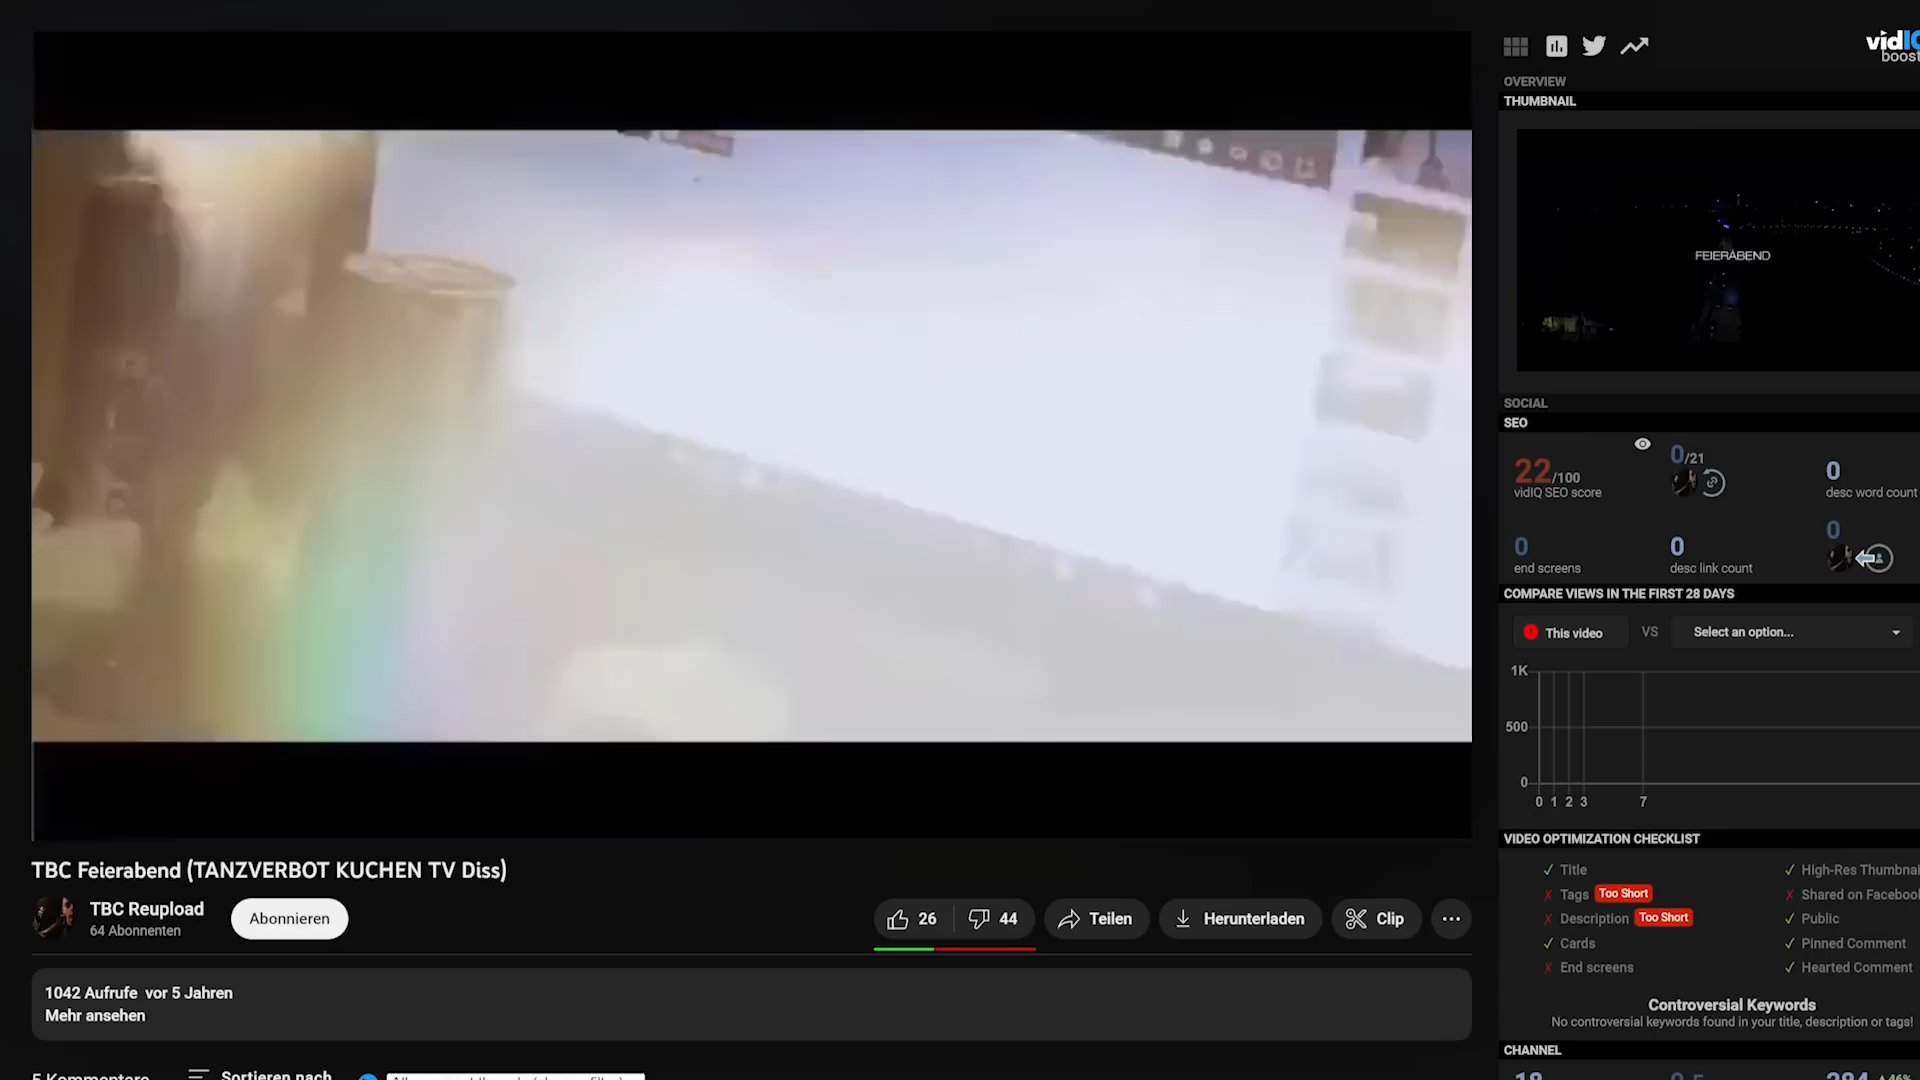 vidIQ
boost
OVERVIEW
THUMBNAIL
FEIERABEND
SOCIAL
SEO
22/100
vidIQ SEO score
0/21
0
desc word count
0
end screens
0
desc link count
0
COMPARE VIEWS IN THE FIRST 28 DAYS
This video
VS
Select an option...
1K
500
0
0 1 2 3 7
VIDEO OPTIMIZATION CHECKLIST
Title
Tags Too Short
Description Too Short
Cards
End screens
High-Res Thumbnai
Shared on Facebook
Public
Pinned Comment
Hearted Comment
Controversial Keywords
No controversial keywords found in your title, description or tags!
CHANNEL
TBC Feierabend (TANZVERBOT KUCHEN TV Diss)
TBC Reupload
64 Abonnenten
Abonnieren
26
44
Teilen
Herunterladen
Clip
1042 Aufrufe vor 5 Jahren
Mehr ansehen
5 Kommentare
Sortieren nach